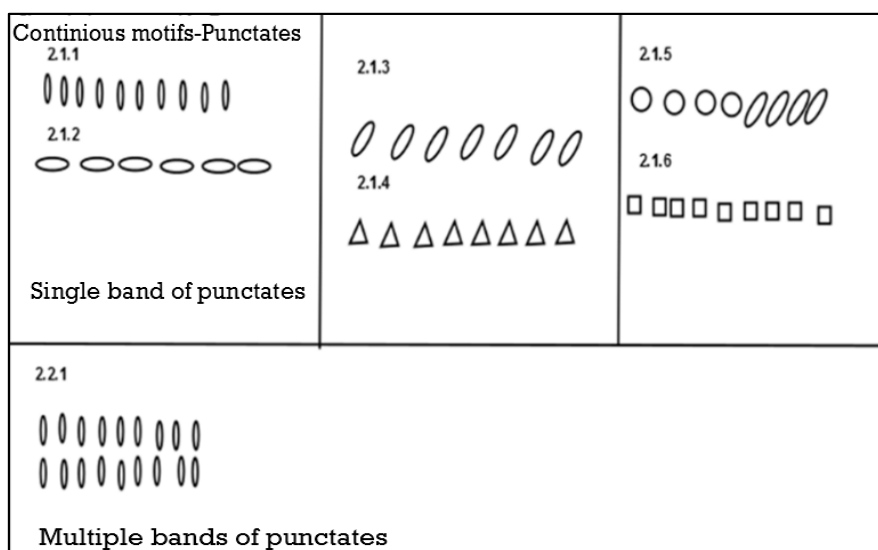 Continious motifs-Punctates
2.1.1
2.1.2
Single band of punctates
2.1.3
2.1.4
2.1.5
2.1.6
2.2.1
Multiple bands of punctates